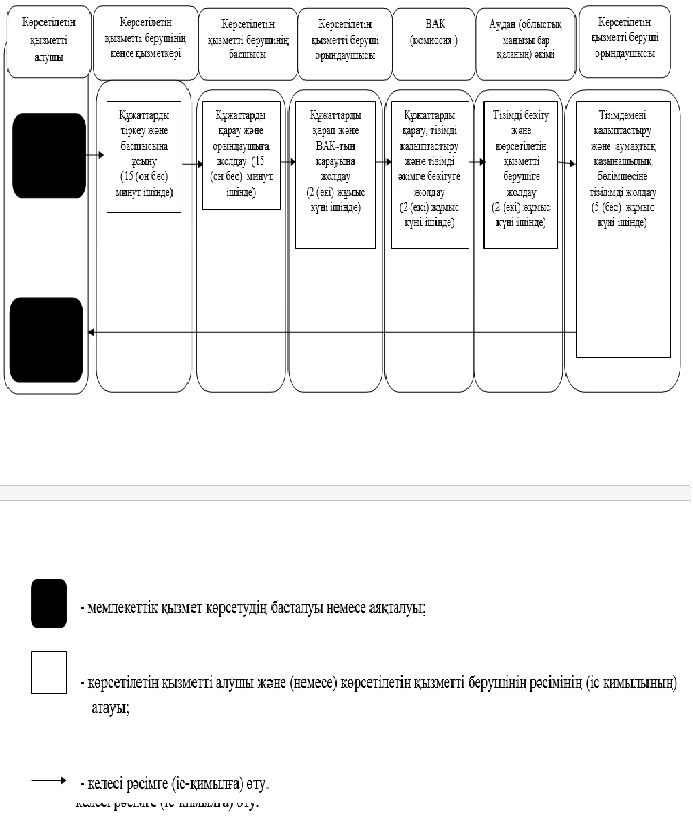 Көрсетілетін
қызметті
алушы
Көрсетілетін
қызметті берушінің
кеңсе қызметкері
Көрсетілетін
қызметті берушінің
басшысы
Көрсетілетін
қызметті беруші
орындаушысы
ВАК
(комиссия )
Аудан (облыстық
маңызы бар
қаланың) әкімі
Көрсетілетін
қызметті беруші
орындаушысы
Құжаттарды
тіркеу және
басшысына
ұсыну
(15 (он бес)
минут ішінде)
Құжаттарды
қарау және
орындаушыға
жолдау (15
(он бес) минут
ішінде)
Құжаттарды
қарап және
ВАК-тың
қарауына
жолдау
(2 (екі) жұмыс
күні ішінде)
Құжаттарды
қарау, тізімді
қалыптастыру
және тізімді
әкімге бекітуге
жолдау
(2 (екі) жұмыс
күні ішінде)
Тізімді бекіту
және
көрсетілетін
қызметті
берушіге
жолдау
(2 (екі) жұмыс
күні ішінде)
Тізімдемені
қалыптастыру
және аумақтық
қазынашылық
бөлімшесіне
тізілімді жолдау
(5 (бес) жұмыс
күні ішінде)
- мемлекеттік қызмет көрсетудің басталуы немесе аяқталуы;
- көрсетілетін қызметті алушы және (немесе) көрсетілетін қызметті берушінің рәсімінің (іс қимылының)
атауы;
- келесі рәсімге (іс-қимылға) өту.
келесі рәсімге (іс қимылға) өту.